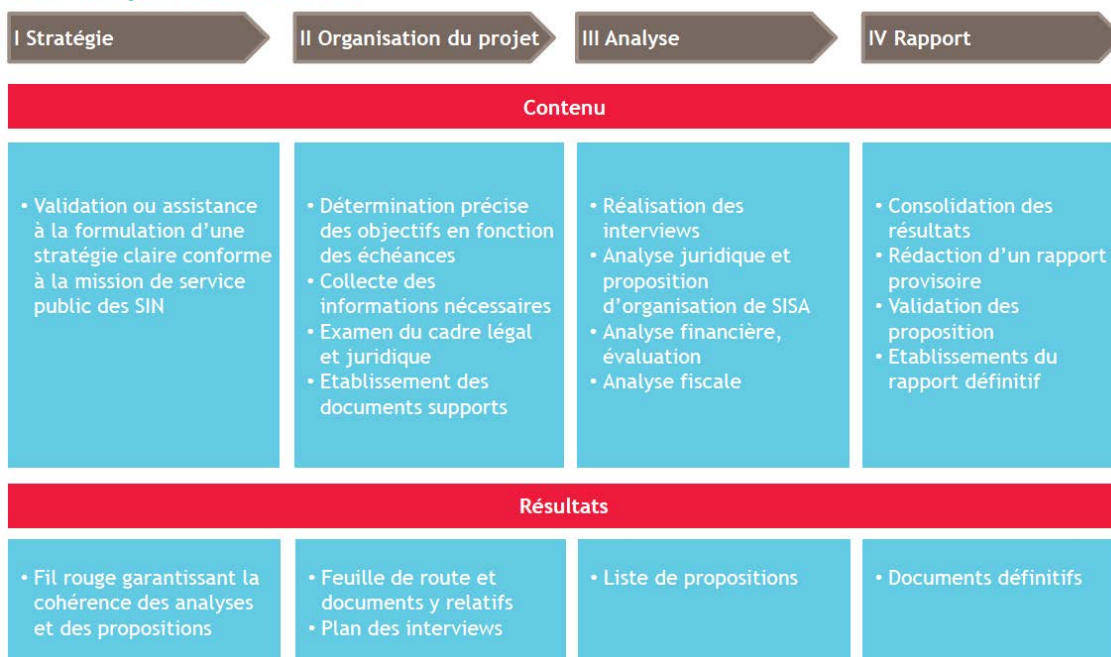 I Stratégie
II Organisation du projet
III Analyse
IV Rapport
Contenu
• Validation ou assistance
à la formulation d'une
stratégie claire conforme
à la mission de service
public des SIN
• Détermination précise
des objectifs en fonction
des échéances
• Collecte des
informations nécessaires
• Examen du cadre légal
et juridique
• Etablissement des
documents supports
• Réalisation des
interviews
• Analyse juridique et
proposition
d'organisation de SISA
• Analyse financière,
évaluation
• Analyse fiscale
• Consolidation des
résultats
• Rédaction d'un rapport
provisoire
• Validation des
proposition
• Etablissements du
rapport définitif
Résultats
• Fil rouge garantissant la
cohérence des analyses
et des propositions
• Feuille de route et
documents y relatifs
• Plan des interviews
• Liste de propositions
• Documents définitifs